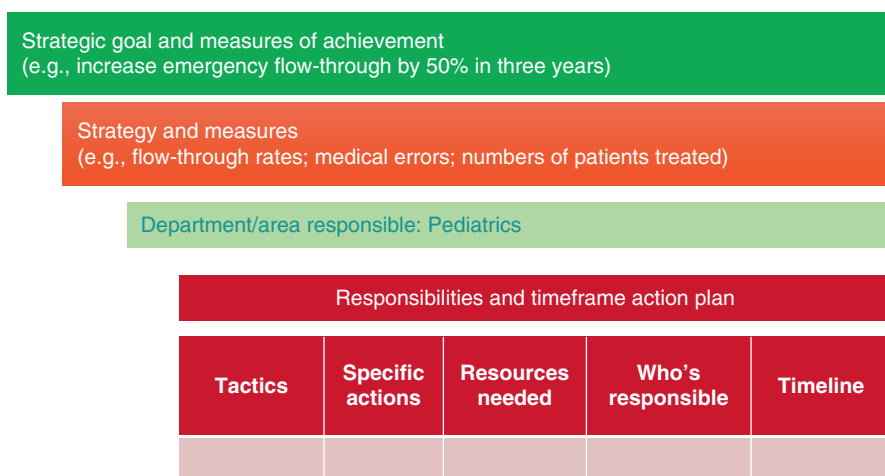 Strategic goal and measures of achievement
(e.g., increase emergency flow-through by 50% in three years)
Strategy and measures
(e.g., flow-through rates; medical errors; numbers of patients treated)
Department/area responsible: Pediatrics
Responsibilities and timeframe action plan
Tactics
Specific
actions
Resources
needed
Who's
responsible
Timeline